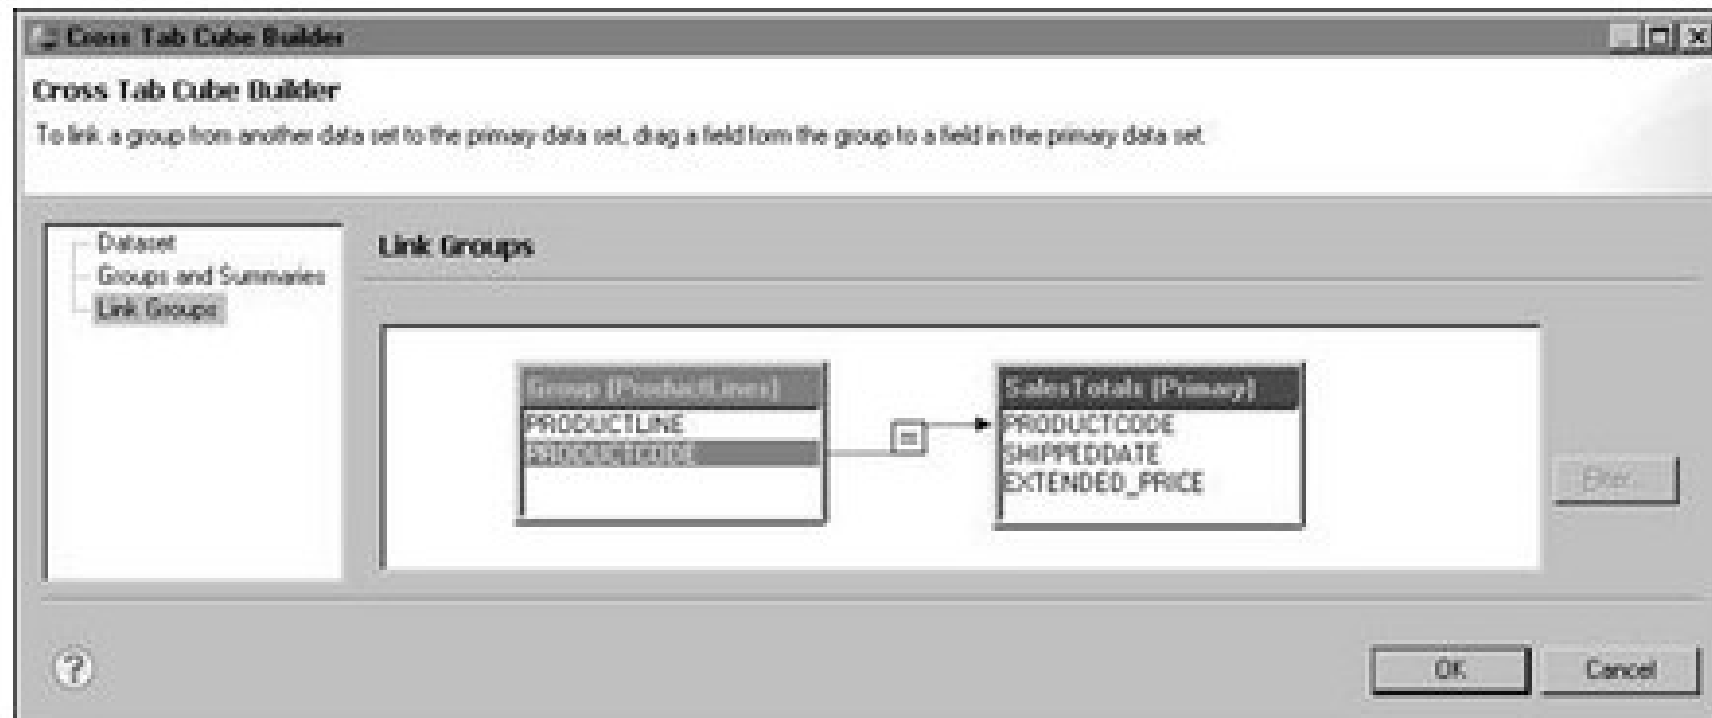 Cross Tab Cube Builder
Cross Tab Cube Builder
To link a group from another data set to the primary data set, drag a field form the group to a field in the primary data set.
Dataset
Groups and Summaries
Link Groups
Link Groups
Group (ProductLines)
PRODUCTLINE
PRODUCTCODE
=
SalesTotals (Primary)
PRODUCTCODE
SHIPPEDDATE
EXTENDED_PRICE
Filter...
?
OK
Cancel